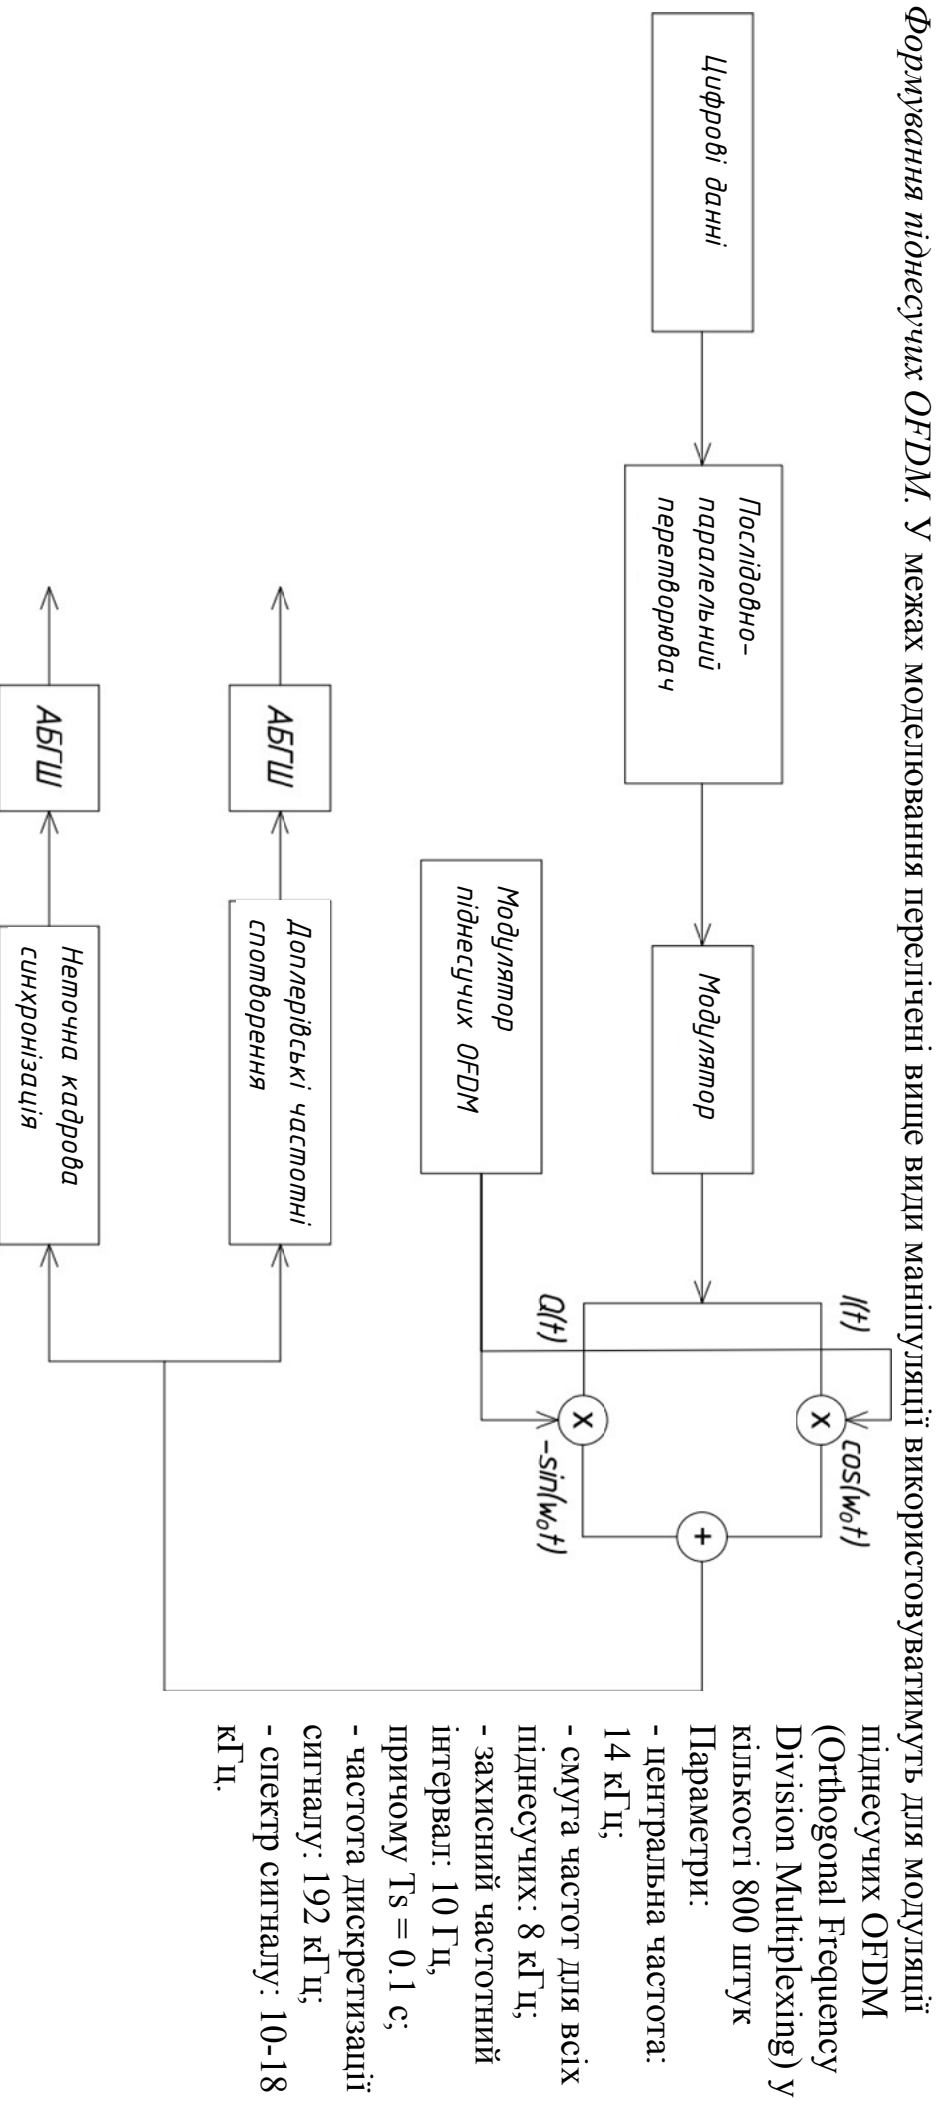 Формування піднесучих OFDM. У межах моделювання перелічені вище види маніпуляції використовуватимуть для модуляції
піднесучих OFDM
(Orthogonal Frequency
Division Multiplexing) у
кількості 800 штук
Параметри:
- центральна частота:
14 кГц;
- смуга частот для всіх
піднесучих: 8 кГц;
- захисний частотний
інтервал: 10 Гц,
причому Ts = 0.1 с;
- частота дискретизації
сигналу: 192 кГц;
- спектр сигналу: 10-18
кГц.
Цифрові данні
Послідовно-
паралельний
перетворювач
Модулятор
I(t)
Q(t)
X
X
cos(w₀t)
-sin(w₀t)
+
Модулятор
піднесучих OFDM
АБГШ
Доплерівські частотні
спотворення
АБГШ
Неточна кадрова
синхронізація